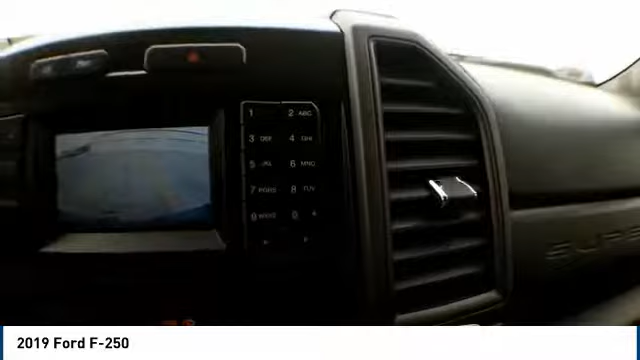 1 2 ABC
3 DEF 4 GHI
5 JKL 6 MNO
7 PQRS 8 TUV
9 WXYZ 0
SUPER
2019 Ford F-250